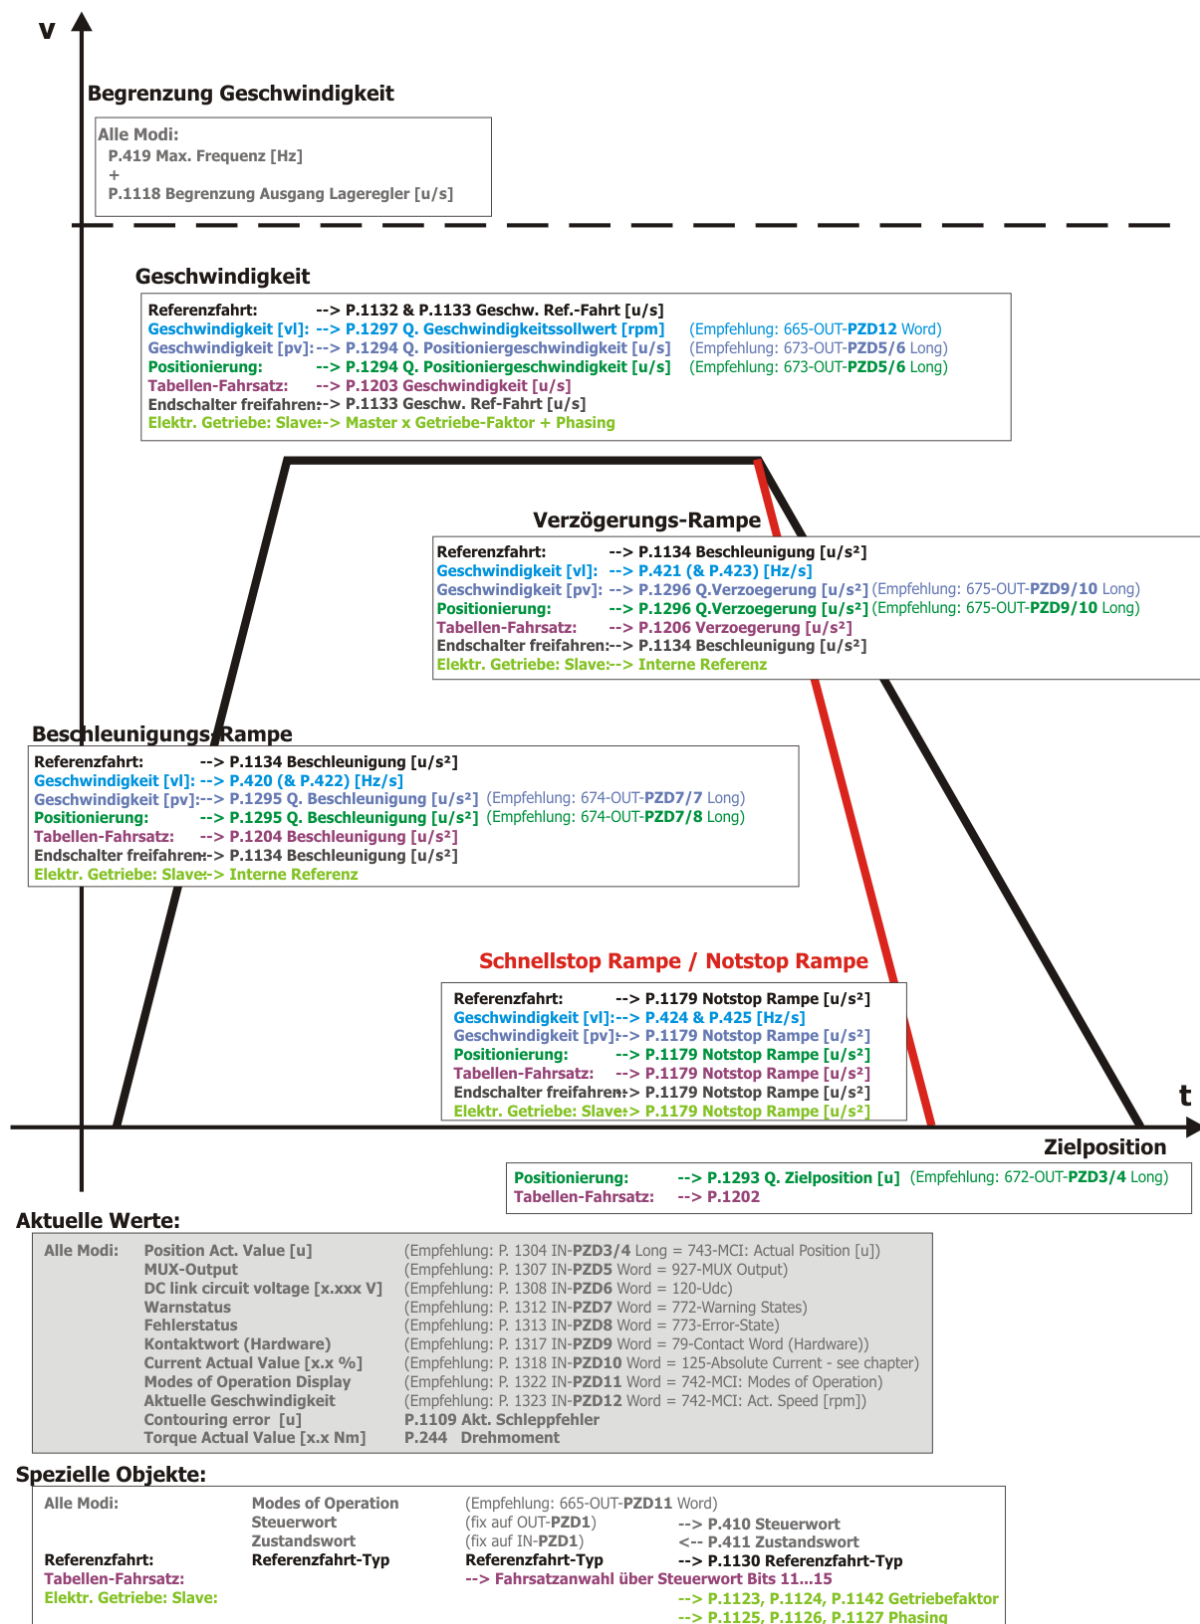 v
Begrenzung Geschwindigkeit
Alle Modi:
P.419 Max. Frequenz [Hz]
+
P.1118 Begrenzung Ausgang Lageregler [u/s]
Geschwindigkeit
Referenzfahrt: --> P.1132 & P.1133 Geschw. Ref.-Fahrt [u/s]
Geschwindigkeit [vl]: --> P.1297 Q. Geschwindigkeitssollwert [rpm] (Empfehlung: 665-OUT-PZD12 Word)
Geschwindigkeit [pv]: --> P.1294 Q. Positioniergeschwindigkeit [u/s] (Empfehlung: 673-OUT-PZD5/6 Long)
Positionierung: --> P.1294 Q. Positioniergeschwindigkeit [u/s] (Empfehlung: 673-OUT-PZD5/6 Long)
Tabellen-Fahrsatz: --> P.1203 Geschwindigkeit [u/s]
Endschalter freifahren: --> P.1133 Geschw. Ref-Fahrt [u/s]
Elektr. Getriebe: Slave: --> Master x Getriebe-Faktor + Phasing
Verzögerungs-Rampe
Referenzfahrt: --> P.1134 Beschleunigung [u/s²]
Geschwindigkeit [vl]: --> P.421 (& P.423) [Hz/s]
Geschwindigkeit [pv]: --> P.1296 Q.Verzoegerung [u/s²] (Empfehlung: 675-OUT-PZD9/10 Long)
Positionierung: --> P.1296 Q.Verzoegerung [u/s²] (Empfehlung: 675-OUT-PZD9/10 Long)
Tabellen-Fahrsatz: --> P.1206 Verzoegerung [u/s²]
Endschalter freifahren: --> P.1134 Beschleunigung [u/s²]
Elektr. Getriebe: Slave: --> Interne Referenz
Beschleunigungs-Rampe
Referenzfahrt: --> P.1134 Beschleunigung [u/s²]
Geschwindigkeit [vl]: --> P.420 (& P.422) [Hz/s]
Geschwindigkeit [pv]: --> P.1295 Q. Beschleunigung [u/s²] (Empfehlung: 674-OUT-PZD7/7 Long)
Positionierung: --> P.1295 Q. Beschleunigung [u/s²] (Empfehlung: 674-OUT-PZD7/8 Long)
Tabellen-Fahrsatz: --> P.1204 Beschleunigung [u/s²]
Endschalter freifahren: --> P.1134 Beschleunigung [u/s²]
Elektr. Getriebe: Slave: --> Interne Referenz
Schnellstop Rampe / Notstop Rampe
Referenzfahrt: --> P.1179 Notstop Rampe [u/s²]
Geschwindigkeit [vl]: --> P.424 & P.425 [Hz/s]
Geschwindigkeit [pv]: --> P.1179 Notstop Rampe [u/s²]
Positionierung: --> P.1179 Notstop Rampe [u/s²]
Tabellen-Fahrsatz: --> P.1179 Notstop Rampe [u/s²]
Endschalter freifahren: --> P.1179 Notstop Rampe [u/s²]
Elektr. Getriebe: Slave: --> P.1179 Notstop Rampe [u/s²]
t
Zielposition
Positionierung: --> P.1293 Q. Zielposition [u] (Empfehlung: 672-OUT-PZD3/4 Long)
Tabellen-Fahrsatz: --> P.1202
Aktuelle Werte:
Alle Modi: Position Act. Value [u] (Empfehlung: P. 1304 IN-PZD3/4 Long = 743-MCI: Actual Position [u])
MUX-Output (Empfehlung: P. 1307 IN-PZD5 Word = 927-MUX Output)
DC link circuit voltage [x.xxx V] (Empfehlung: P. 1308 IN-PZD6 Word = 120-Udc)
Warnstatus (Empfehlung: P. 1312 IN-PZD7 Word = 772-Warning States)
Fehlerstatus (Empfehlung: P. 1313 IN-PZD8 Word = 773-Error-State)
Kontaktwort (Hardware) (Empfehlung: P. 1317 IN-PZD9 Word = 79-Contact Word (Hardware))
Current Actual Value [x.x %] (Empfehlung: P. 1318 IN-PZD10 Word = 125-Absolute Current - see chapter)
Modes of Operation Display (Empfehlung: P. 1322 IN-PZD11 Word = 742-MCI: Modes of Operation)
Aktuelle Geschwindigkeit (Empfehlung: P. 1323 IN-PZD12 Word = 742-MCI: Act. Speed [rpm])
Contouring error [u] P.1109 Akt. Schleppfehler
Torque Actual Value [x.x Nm] P.244 Drehmoment
Spezielle Objekte:
Alle Modi: Modes of Operation (Empfehlung: 665-OUT-PZD11 Word)
Steuerwort (fix auf OUT-PZD1) --> P.410 Steuerwort
Zustandswort (fix auf IN-PZD1) <-- P.411 Zustandswort
Referenzfahrt: Referenzfahrt-Typ Referenzfahrt-Typ --> P.1130 Referenzfahrt-Typ
Tabellen-Fahrsatz: --> Fahrsatzanwahl über Steuerwort Bits 11...15
Elektr. Getriebe: Slave: --> P.1123, P.1124, P.1142 Getriebefaktor
--> P.1125, P.1126, P.1127 Phasing